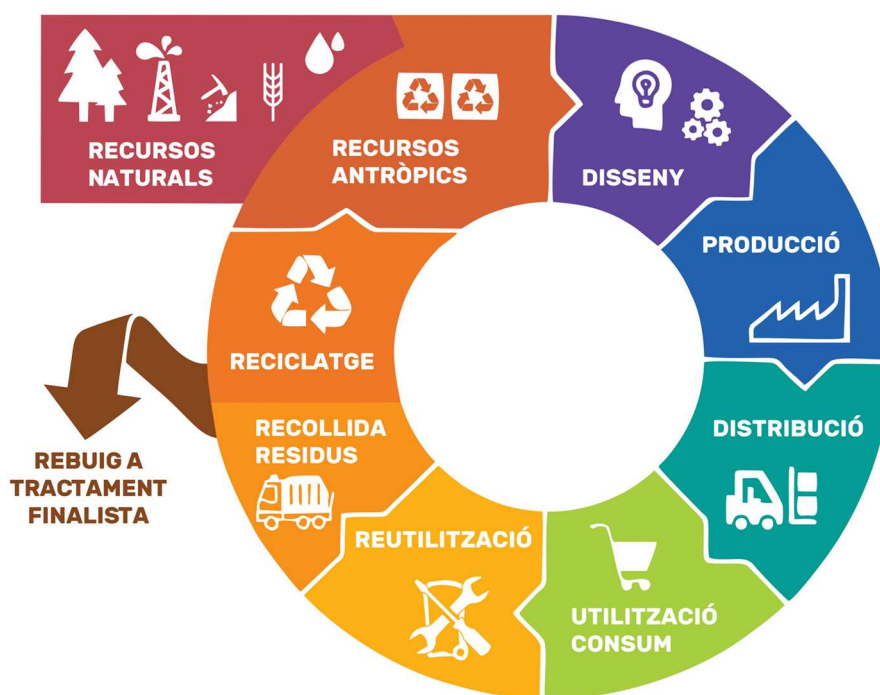 RECURSOS
NATURALS
RECURSOS
ANTRÒPICS
DISSENY
PRODUCCIÓ
DISTRIBUCIÓ
UTILITZACIÓ
CONSUM
REUTILITZACIÓ
RECOLLIDA
RESIDUS
RECICLATGE
REBUIG A
TRACTAMENT
FINALISTA